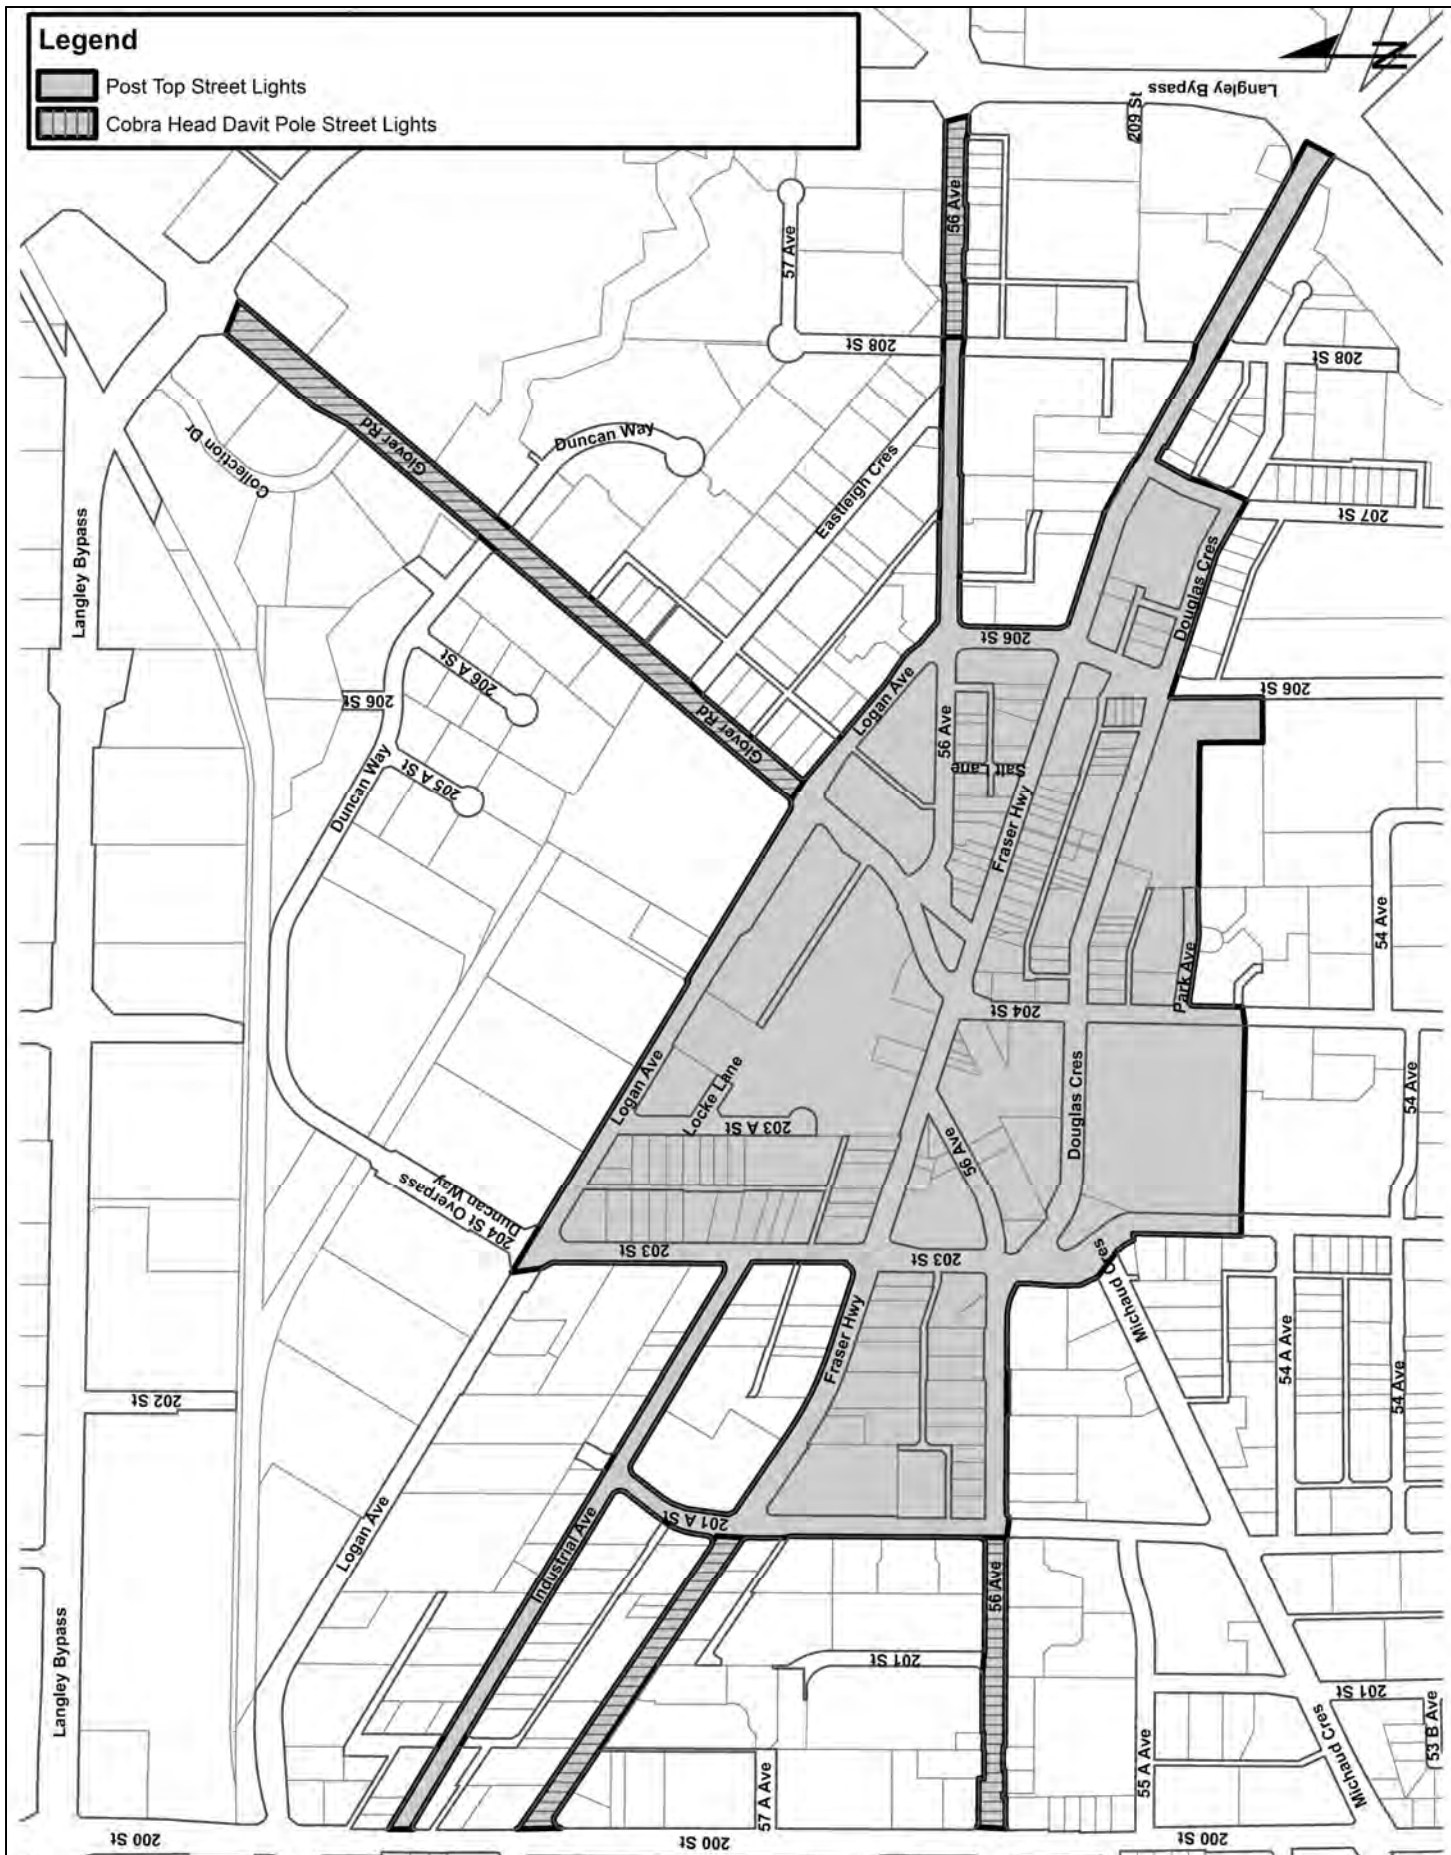 Legend
Post Top Street Lights
Cobra Head Davit Pole Street Lights
N
Langley Bypass
209 St
56 Ave
57 Ave
208 St
208 St
Glover Rd
Collection Dr
Duncan Way
Eastleigh Cres
207 St
Langley Bypass
Douglas Cres
206 St
206 A St
206 St
206 St
Logan Ave
Glover Rd
56 Ave
Salt Lane
Duncan Way
205 A St
Fraser Hwy
54 Ave
Park Ave
204 St
Logan Ave
Locke Lane
203 A St
Douglas Cres
54 Ave
56 Ave
204 St Overpass
Duncan Way
203 St
203 St
Michaud Cres
Michaud Cres
Fraser Hwy
54 A Ave
54 Ave
202 St
201 A St
Logan Ave
Industrial Ave
56 Ave
201 St
201 St
Langley Bypass
57 A Ave
55 A Ave
Michaud Cres
Michaud Cres
53 B Ave
200 St
200 St
200 St